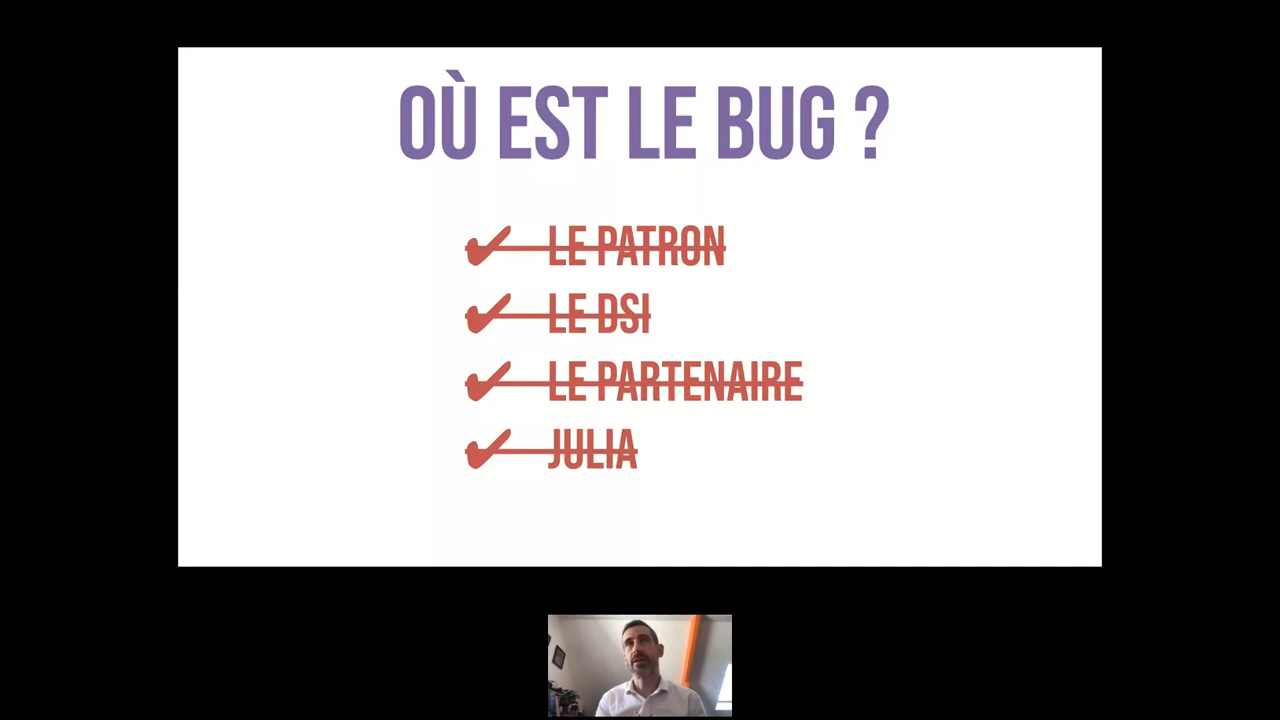 OÙ EST LE BUG ?
✔ LE PATRON
✔ LE DSI
✔ LE PARTENAIRE
✔ JULIA